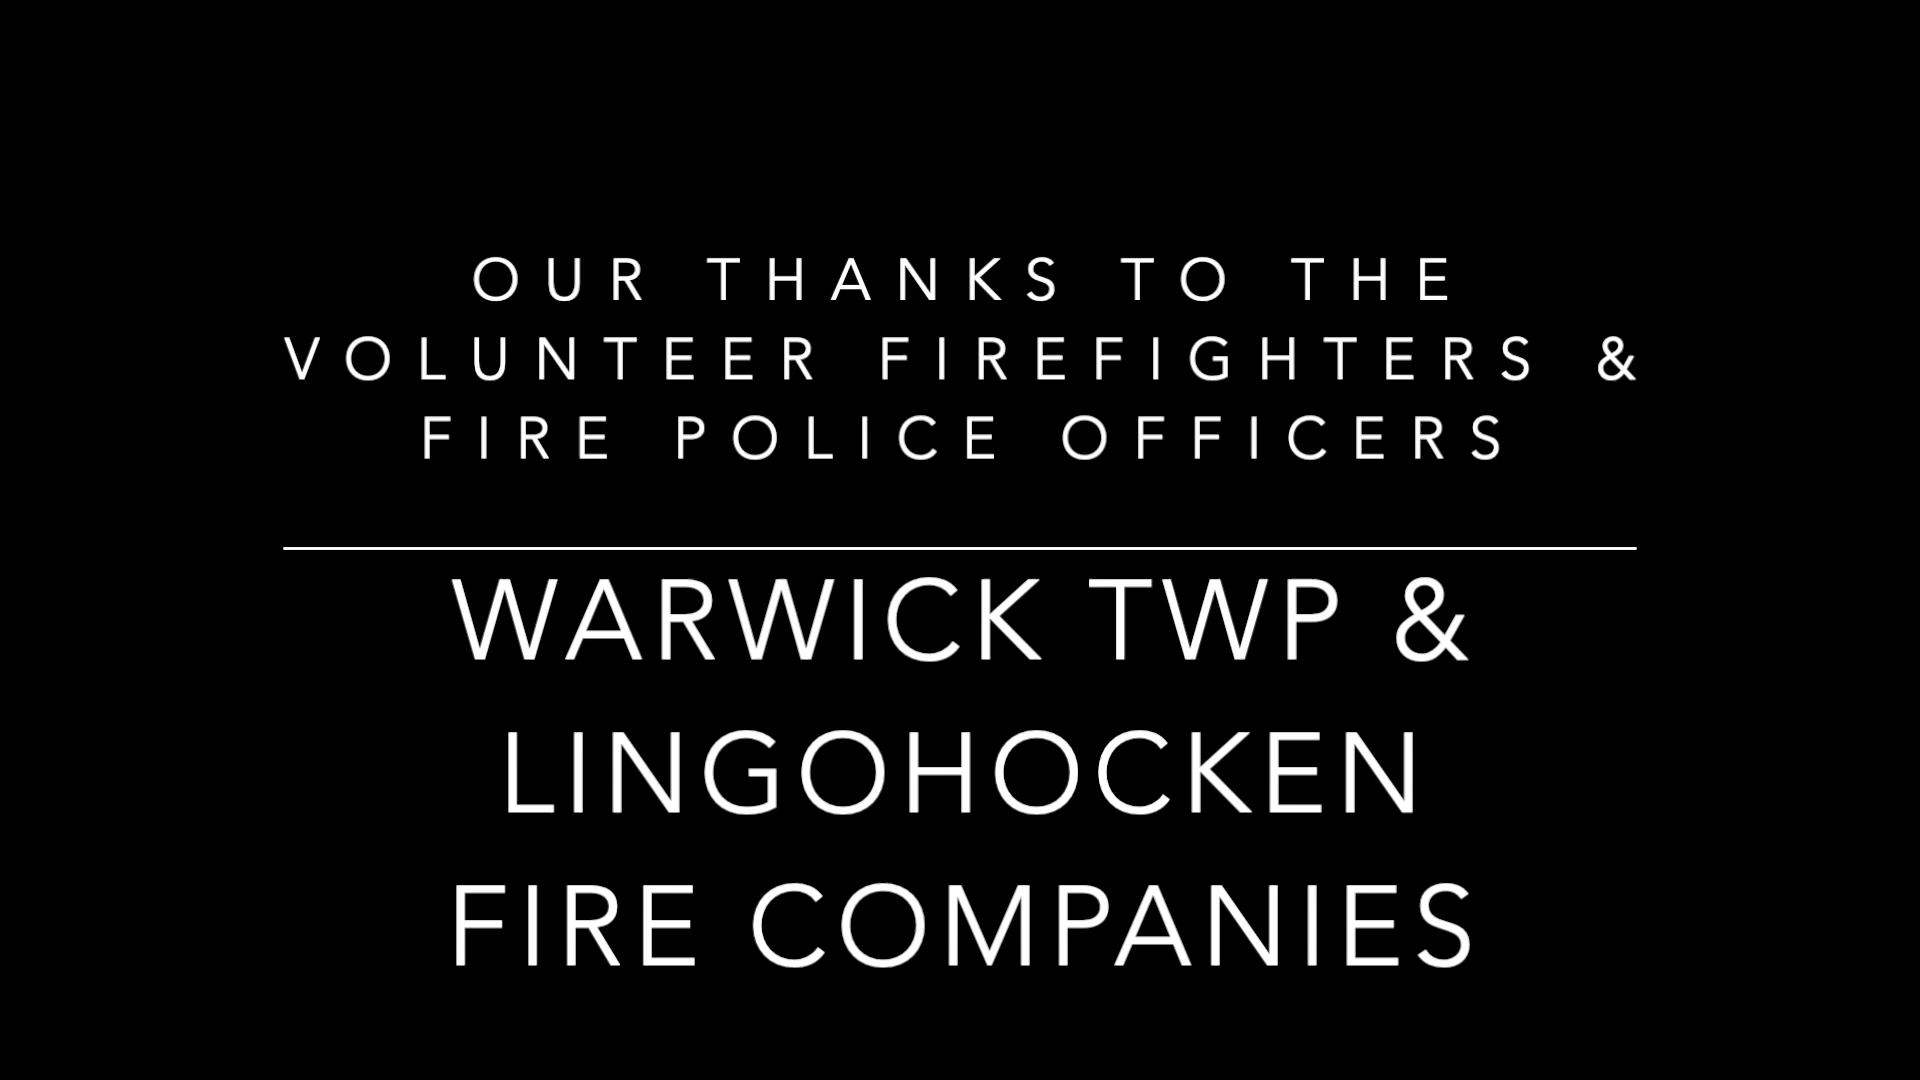 OUR THANKS TO THE
VOLUNTEER FIREFIGHTERS &
FIRE POLICE OFFICERS
WARWICK TWP &
LINGOHOCKEN
FIRE COMPANIES